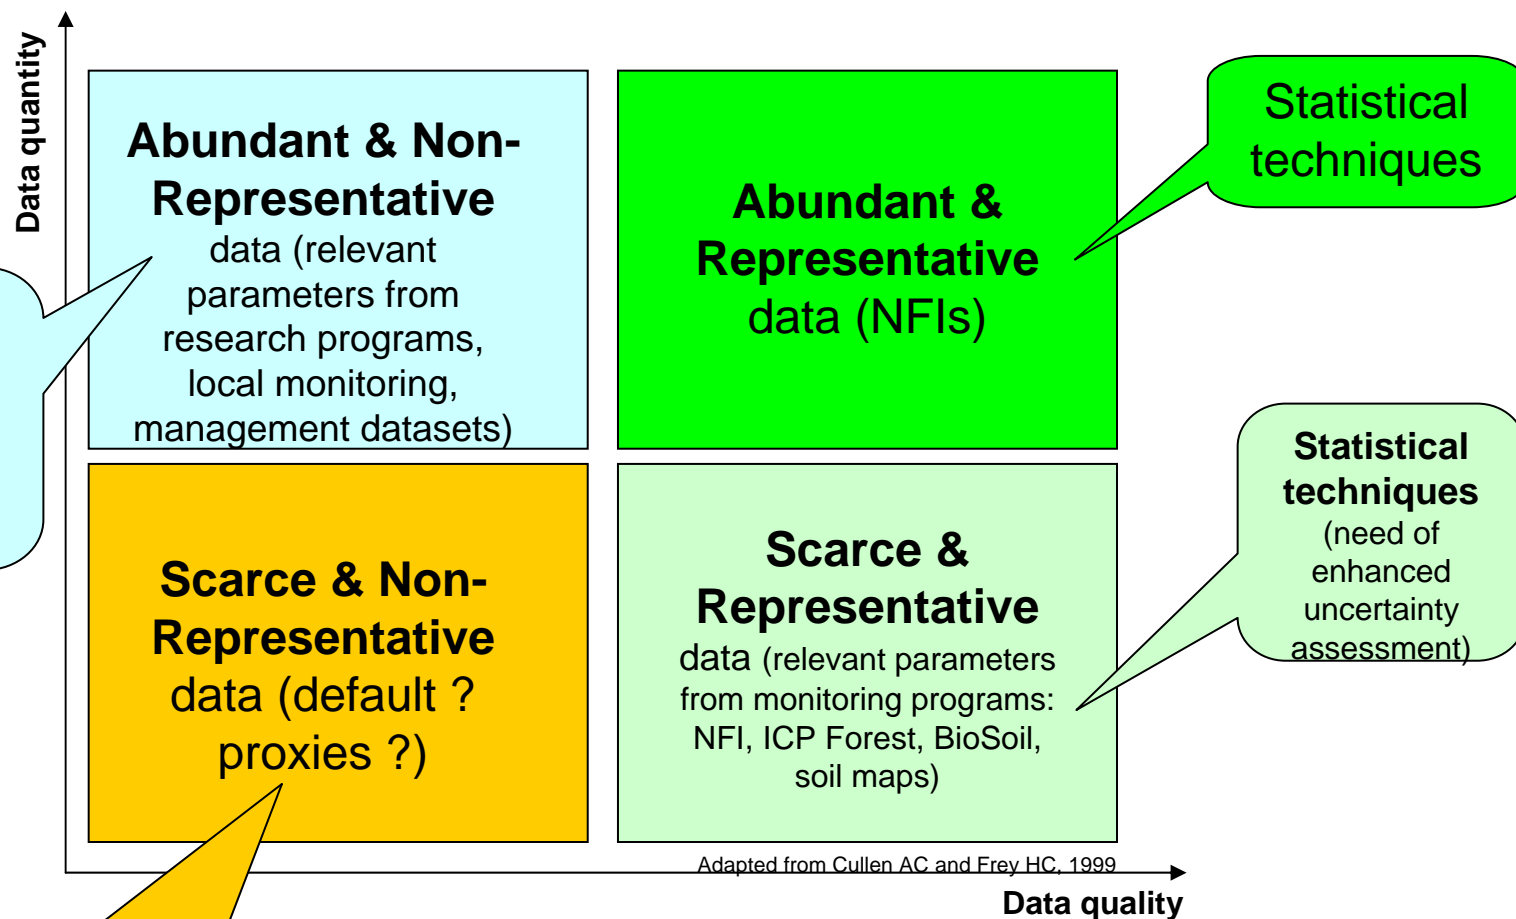 Data quantity
Abundant & Non-
Representative
data (relevant
parameters from
research programs,
local monitoring,
management datasets)
Abundant &
Representative
data (NFIs)
Statistical
techniques
Scarce & Non-
Representative
data (default ?
proxies ?)
Scarce &
Representative
data (relevant parameters
from monitoring programs:
NFI, ICP Forest, BioSoil,
soil maps)
Statistical
techniques
(need of
enhanced
uncertainty
assessment)
Adapted from Cullen AC and Frey HC, 1999
Data quality